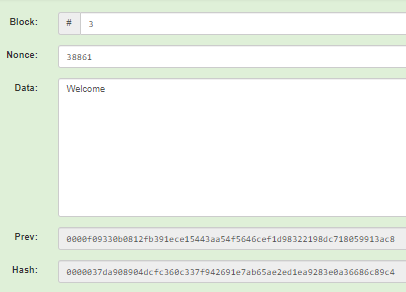 Block: # 3
Nonce: 38861
Data: Welcome
Prev: 0000f09330b0812fb391ece15443aa54f5646cef1d98322198dc718059913ac8
Hash: 0000037da908904dcfc360c337f942691e7ab65ae2ed1ea9283e0a36686c89c4